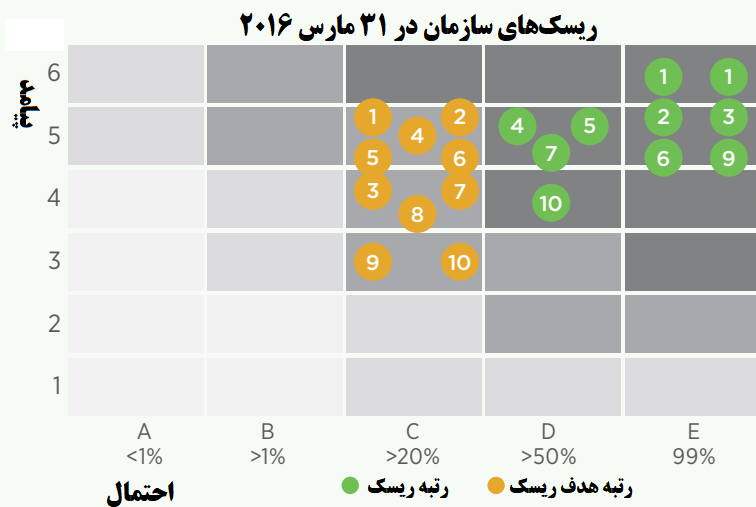 ریسک‌های سازمان در ۳۱ مارس ۲۰۱۶
پیامد
6
1 1
5
1 2 4 4 5 2 3
5 6 7 6 9
4
3 7 8 10
3
9 10
2
1
A B C D E
<1% >1% >20% >50% 99%
احتمال
رتبه ریسک
رتبه هدف ریسک